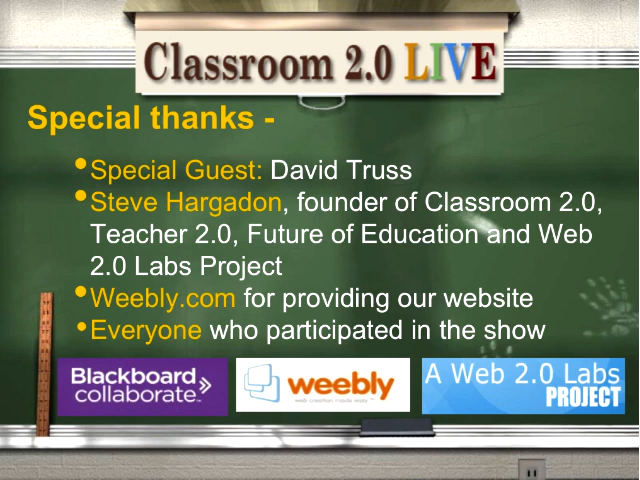 Classroom 2.0 LIVE
Special thanks -
•Special Guest: David Truss
•Steve Hargadon, founder of Classroom 2.0,
Teacher 2.0, Future of Education and Web
2.0 Labs Project
•Weebly.com for providing our website
•Everyone who participated in the show
Blackboard
collaborate™
weebly
web creation made easy
A Web 2.0 Labs
PROJECT